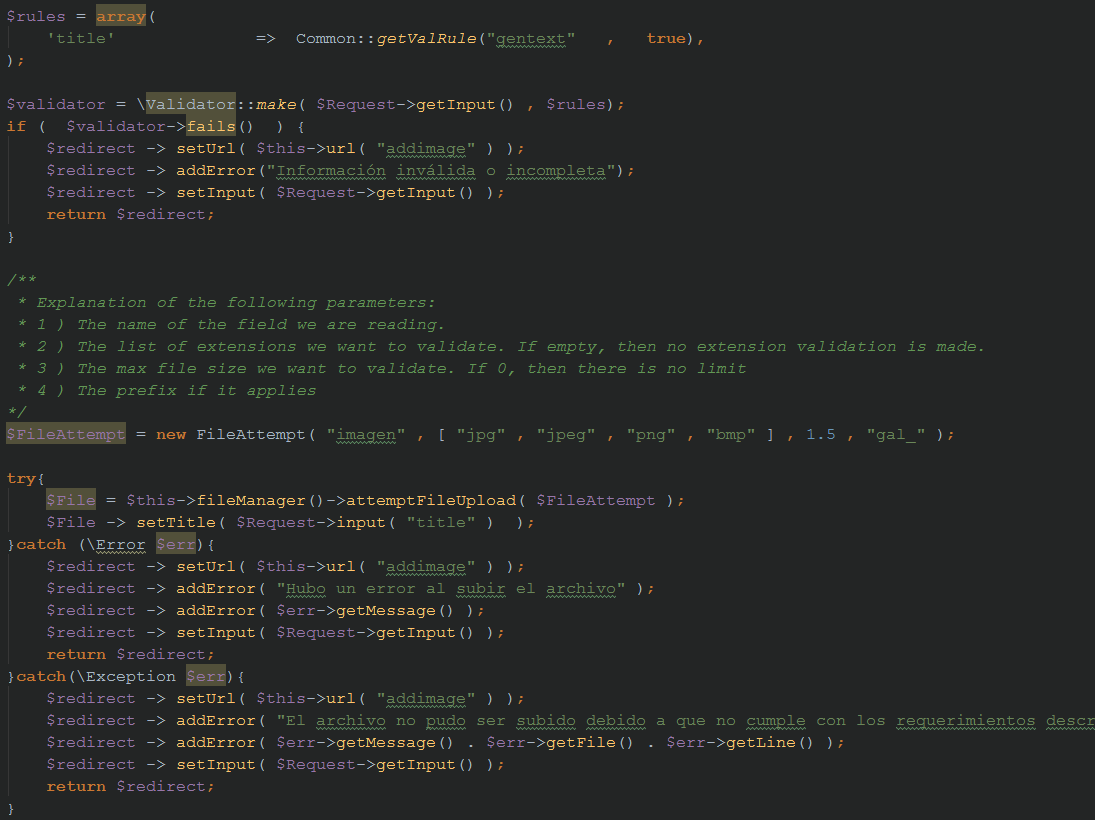 $rules = array(
    'title'              =>  Common::getValRule("gentext"   ,   true),
);

$validator = \Validator::make( $Request->getInput() , $rules);
if (  $validator->fails()  ) {
    $redirect -> setUrl( $this->url( "addimage" ) );
    $redirect -> addError("Información inválida o incompleta");
    $redirect -> setInput( $Request->getInput() );
    return $redirect;
}

/**
 * Explanation of the following parameters:
 * 1 ) The name of the field we are reading.
 * 2 ) The list of extensions we want to validate. If empty, then no extension validation is made.
 * 3 ) The max file size we want to validate. If 0, then there is no limit
 * 4 ) The prefix if it applies
*/
$FileAttempt = new FileAttempt( "imagen" , [ "jpg" , "jpeg" , "png" , "bmp" ] , 1.5 , "gal_" );

try{
    $File = $this->fileManager()->attemptFileUpload( $FileAttempt );
    $File -> setTitle( $Request->input( "title" )  );
}catch (\Error $err){
    $redirect -> setUrl( $this->url( "addimage" ) );
    $redirect -> addError( "Hubo un error al subir el archivo" );
    $redirect -> addError( $err->getMessage() );
    $redirect -> setInput( $Request->getInput() );
    return $redirect;
}catch(\Exception $err){
    $redirect -> setUrl( $this->url( "addimage" ) );
    $redirect -> addError( "El archivo no pudo ser subido debido a que no cumple con los requerimientos descr
    $redirect -> addError( $err->getMessage() . $err->getFile() . $err->getLine() );
    $redirect -> setInput( $Request->getInput() );
    return $redirect;
}